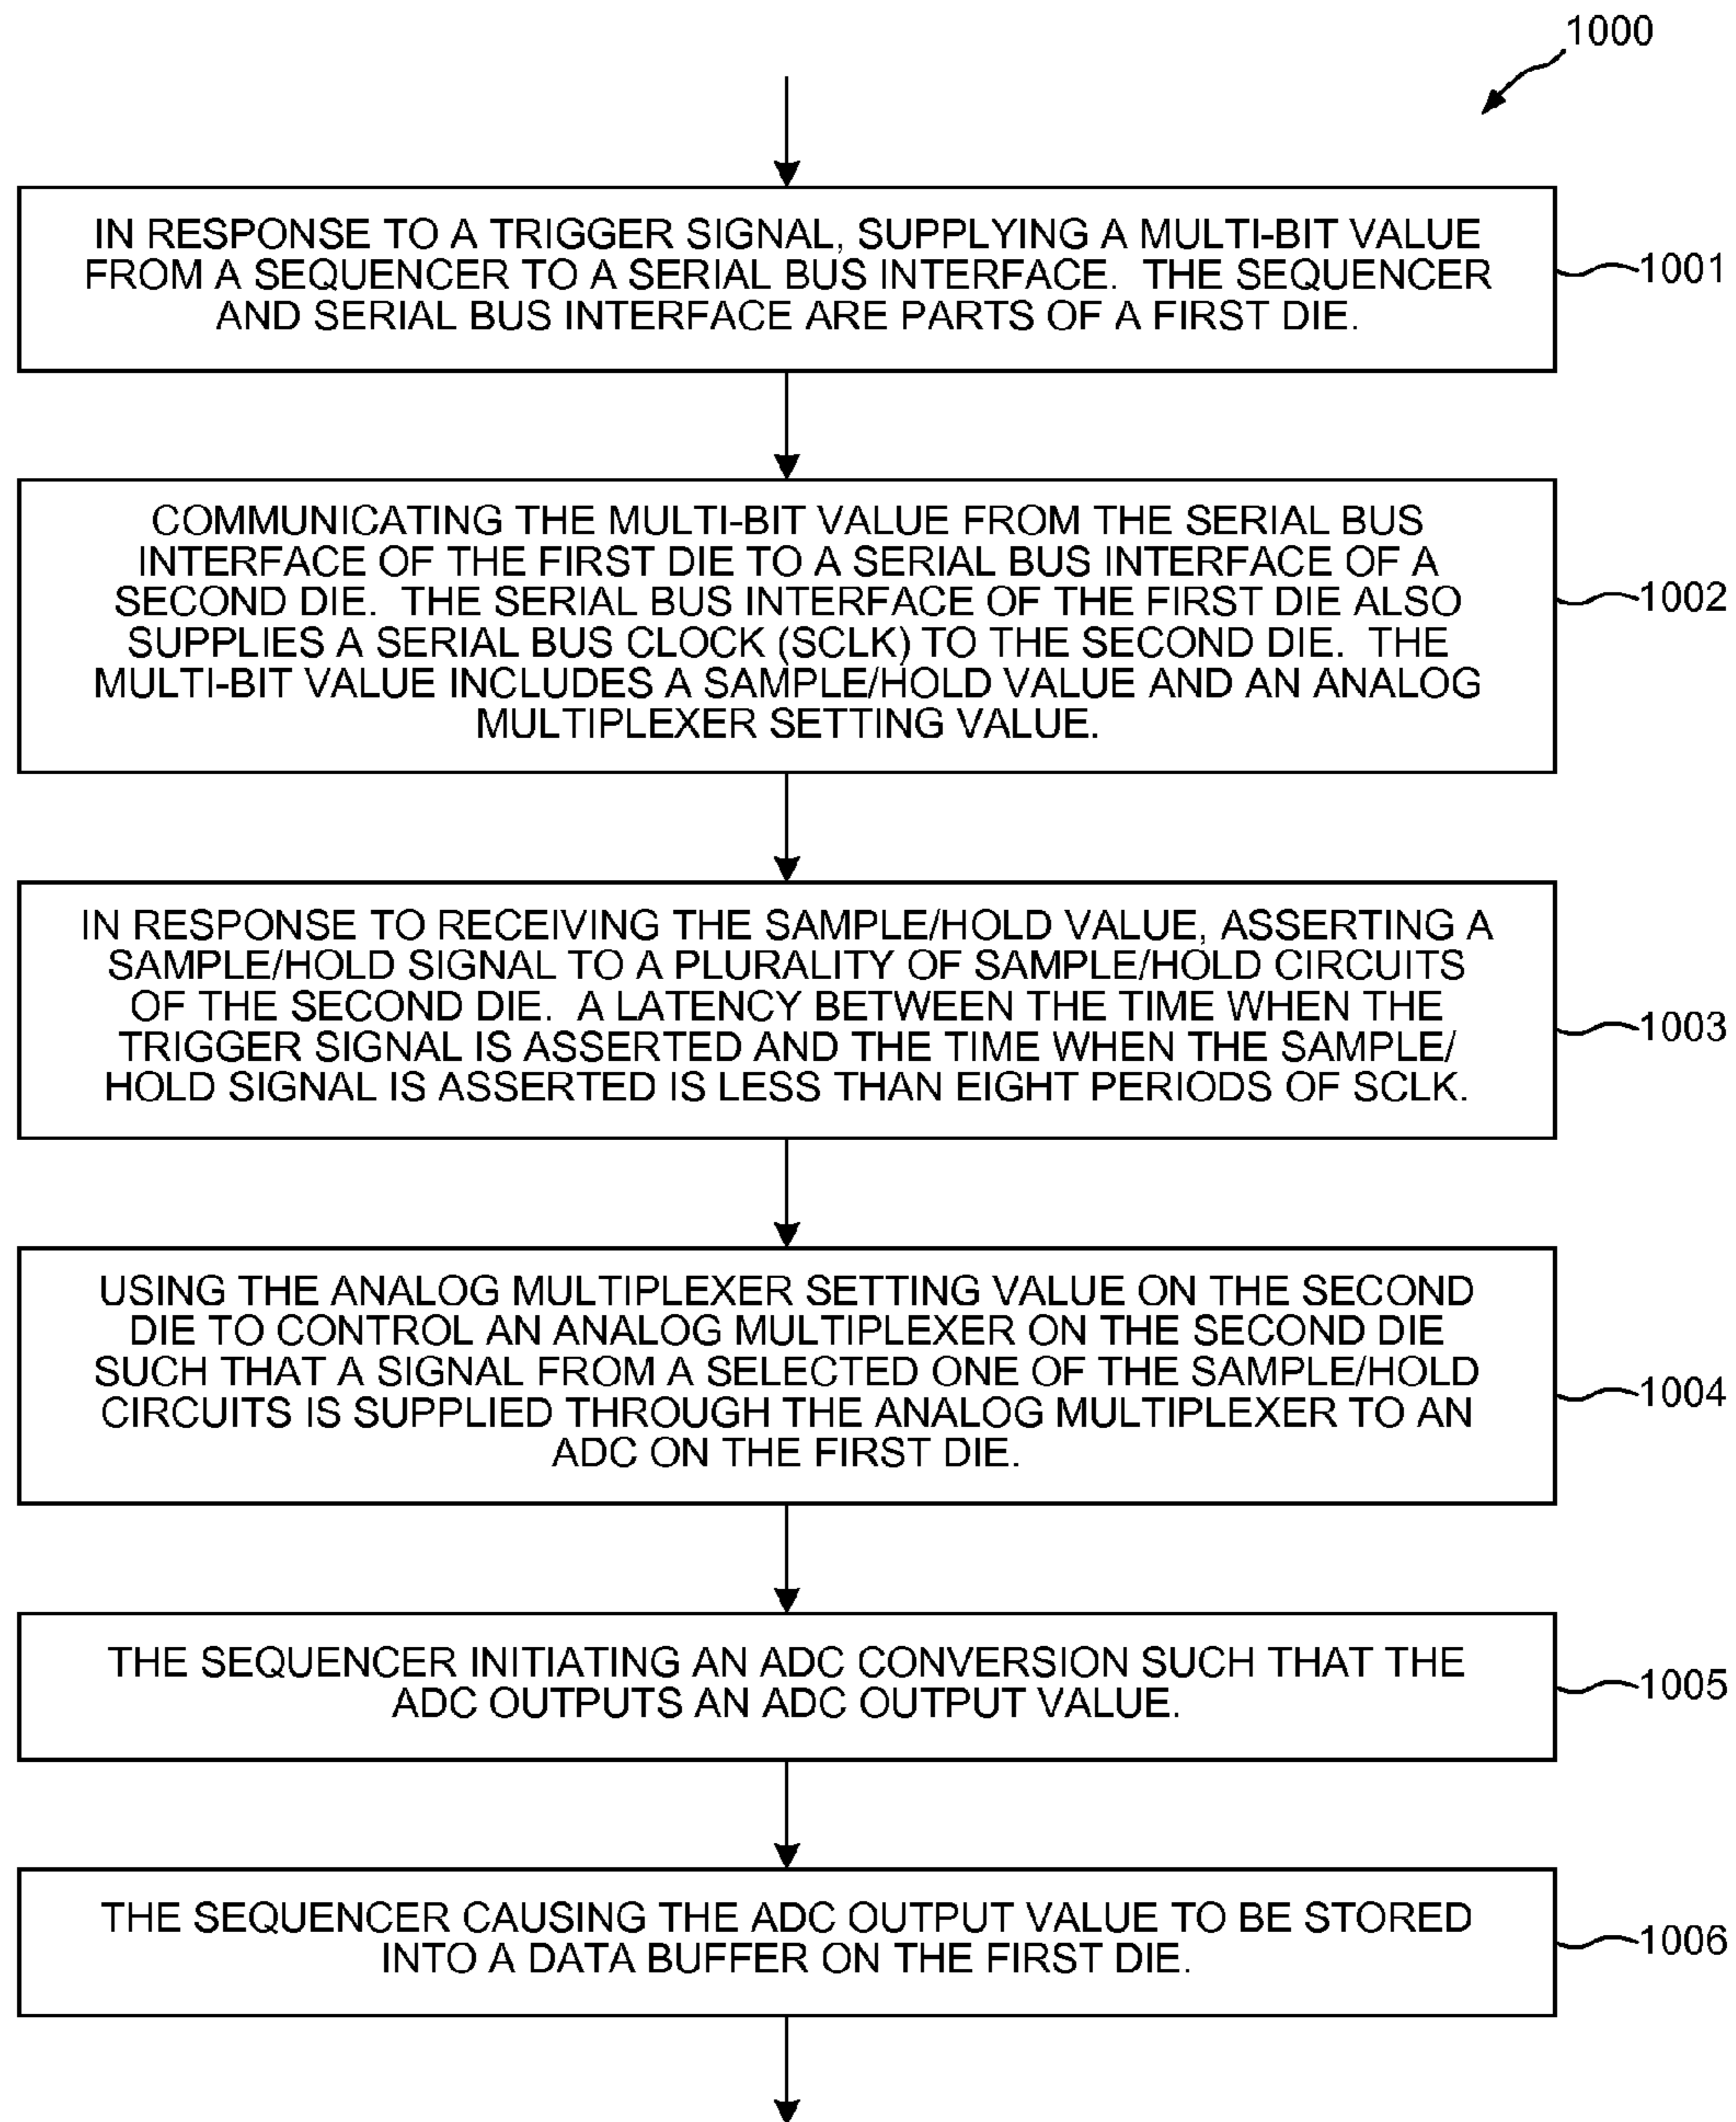 1000
IN RESPONSE TO A TRIGGER SIGNAL, SUPPLYING A MULTI-BIT VALUE
FROM A SEQUENCER TO A SERIAL BUS INTERFACE. THE SEQUENCER
AND SERIAL BUS INTERFACE ARE PARTS OF A FIRST DIE.
1001
COMMUNICATING THE MULTI-BIT VALUE FROM THE SERIAL BUS
INTERFACE OF THE FIRST DIE TO A SERIAL BUS INTERFACE OF A
SECOND DIE. THE SERIAL BUS INTERFACE OF THE FIRST DIE ALSO
SUPPLIES A SERIAL BUS CLOCK (SCLK) TO THE SECOND DIE. THE
MULTI-BIT VALUE INCLUDES A SAMPLE/HOLD VALUE AND AN ANALOG
MULTIPLEXER SETTING VALUE.
1002
IN RESPONSE TO RECEIVING THE SAMPLE/HOLD VALUE, ASSERTING A
SAMPLE/HOLD SIGNAL TO A PLURALITY OF SAMPLE/HOLD CIRCUITS
OF THE SECOND DIE. A LATENCY BETWEEN THE TIME WHEN THE
TRIGGER SIGNAL IS ASSERTED AND THE TIME WHEN THE SAMPLE/
HOLD SIGNAL IS ASSERTED IS LESS THAN EIGHT PERIODS OF SCLK.
1003
USING THE ANALOG MULTIPLEXER SETTING VALUE ON THE SECOND
DIE TO CONTROL AN ANALOG MULTIPLEXER ON THE SECOND DIE
SUCH THAT A SIGNAL FROM A SELECTED ONE OF THE SAMPLE/HOLD
CIRCUITS IS SUPPLIED THROUGH THE ANALOG MULTIPLEXER TO AN
ADC ON THE FIRST DIE.
1004
THE SEQUENCER INITIATING AN ADC CONVERSION SUCH THAT THE
ADC OUTPUTS AN ADC OUTPUT VALUE.
1005
THE SEQUENCER CAUSING THE ADC OUTPUT VALUE TO BE STORED
INTO A DATA BUFFER ON THE FIRST DIE.
1006